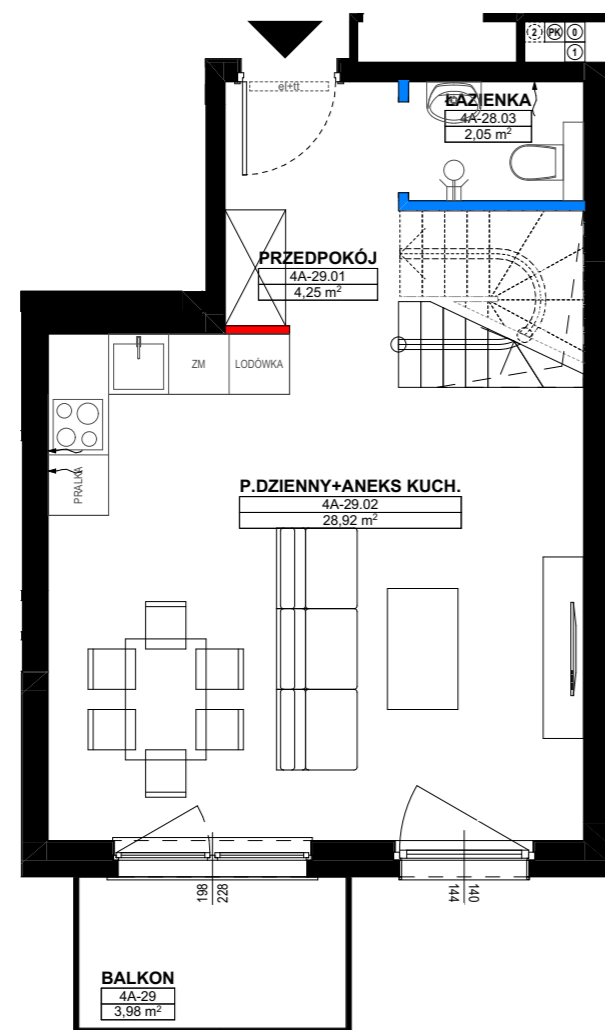 2 PK 0
1
el+tt
ŁAZIENKA
4A-28.03
2,05 m²
PRZEDPOKÓJ
4A-29.01
4,25 m²
ZM
LODÓWKA
PRALKA
P.DZIENNY+ANEKS KUCH.
4A-29.02
28,92 m²
198
228
144
140
BALKON
4A-29
3,98 m²